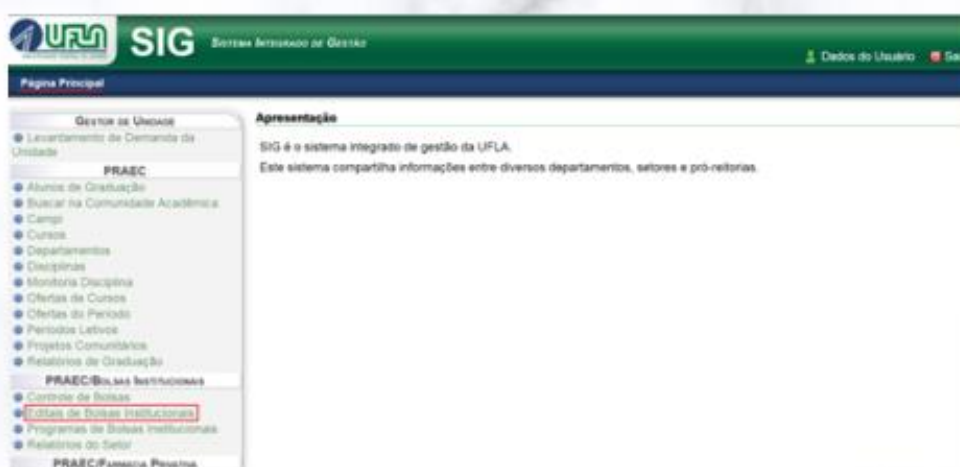 UFLA SIG Sistema Integrado de Gestão
Dados do Usuário
Página Principal
Gestor de Unidade
Levantamento de Demanda da
Unidade
PRAEC
Alunos de Graduação
Buscar na Comunidade Acadêmica
Campi
Cursos
Departamentos
Disciplinas
Monitoria Disciplina
Ofertas de Cursos
Ofertas do Período
Períodos Letivos
Projetos Comunitários
Relatórios de Graduação
PRAEC/Bolsas Institucionais
Controle de Bolsas
Editais de Bolsas Institucionais
Programas de Bolsas Institucionais
Relatórios do Setor
Apresentação
SIG é o sistema integrado de gestão da UFLA.
Este sistema compartilha informações entre diversos departamentos, setores e pró-reitorias.